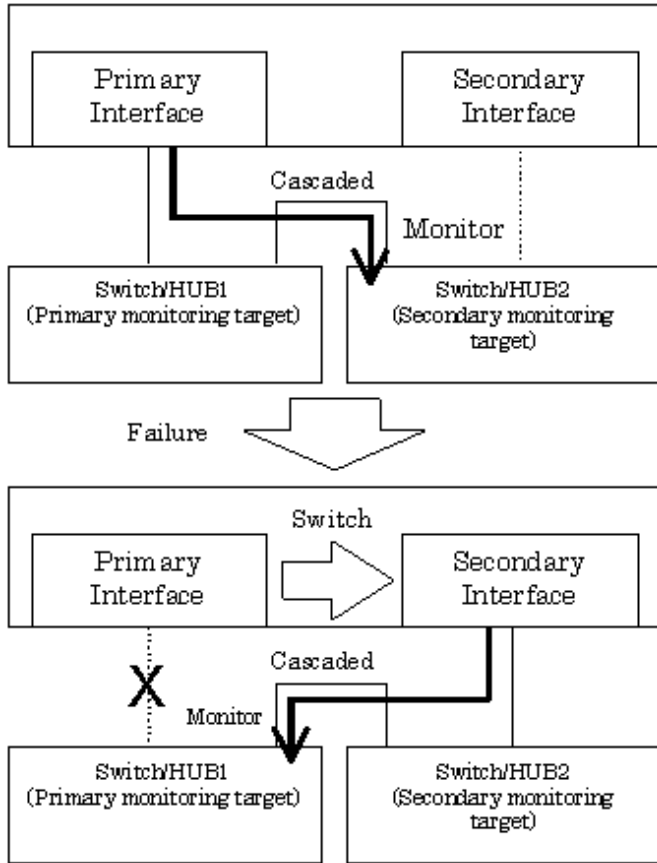 Primary
Interface
Secondary
Interface
Cascaded
Monitor
Switch/HUB1
(Primary monitoring target)
Switch/HUB2
(Secondary monitoring
target)
Failure
Switch
Primary
Interface
Secondary
Interface
X
Cascaded
Monitor
Switch/HUB1
(Primary monitoring target)
Switch/HUB2
(Secondary monitoring
target)